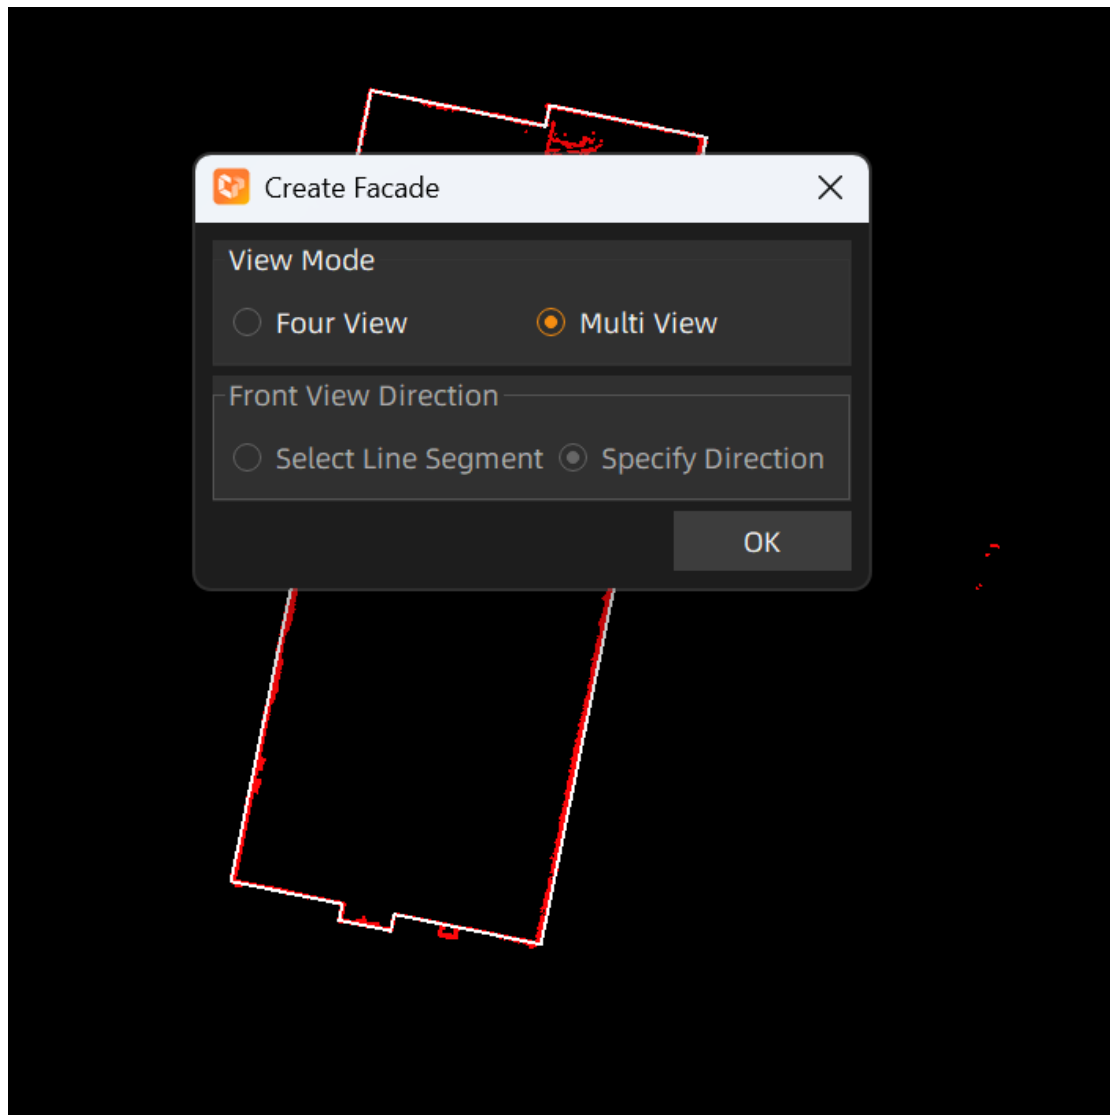 Create Facade
View Mode
Four View
Multi View
Front View Direction
Select Line Segment
Specify Direction
OK